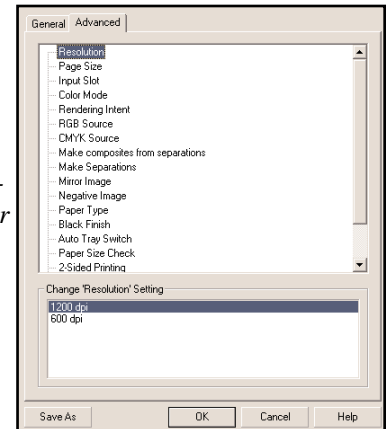 General Advanced
Resolution
Page Size
Input Slot
Color Mode
Rendering Intent
RGB Source
CMYK Source
Make composites from separations
Make Separations
Mirror Image
Negative Image
Paper Type
Black Finish
Auto Tray Switch
Paper Size Check
2-Sided Printing
Change 'Resolution' Setting
1200 dpi
600 dpi
Save As OK Cancel Help